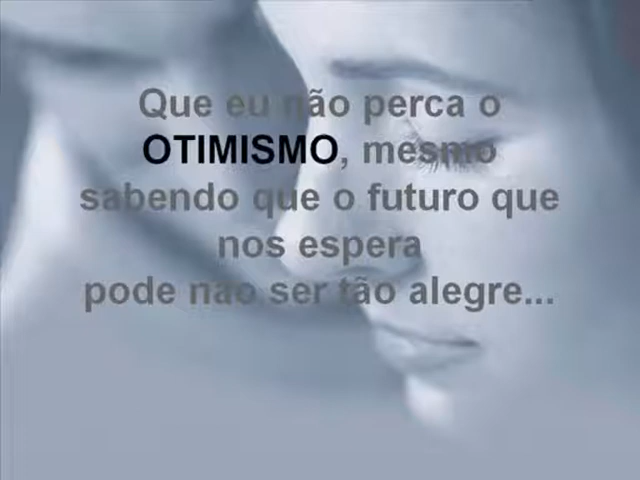 Que eu não perca o
OTIMISMO, mesmo
sabendo que o futuro que
nos espera
pode não ser tão alegre...